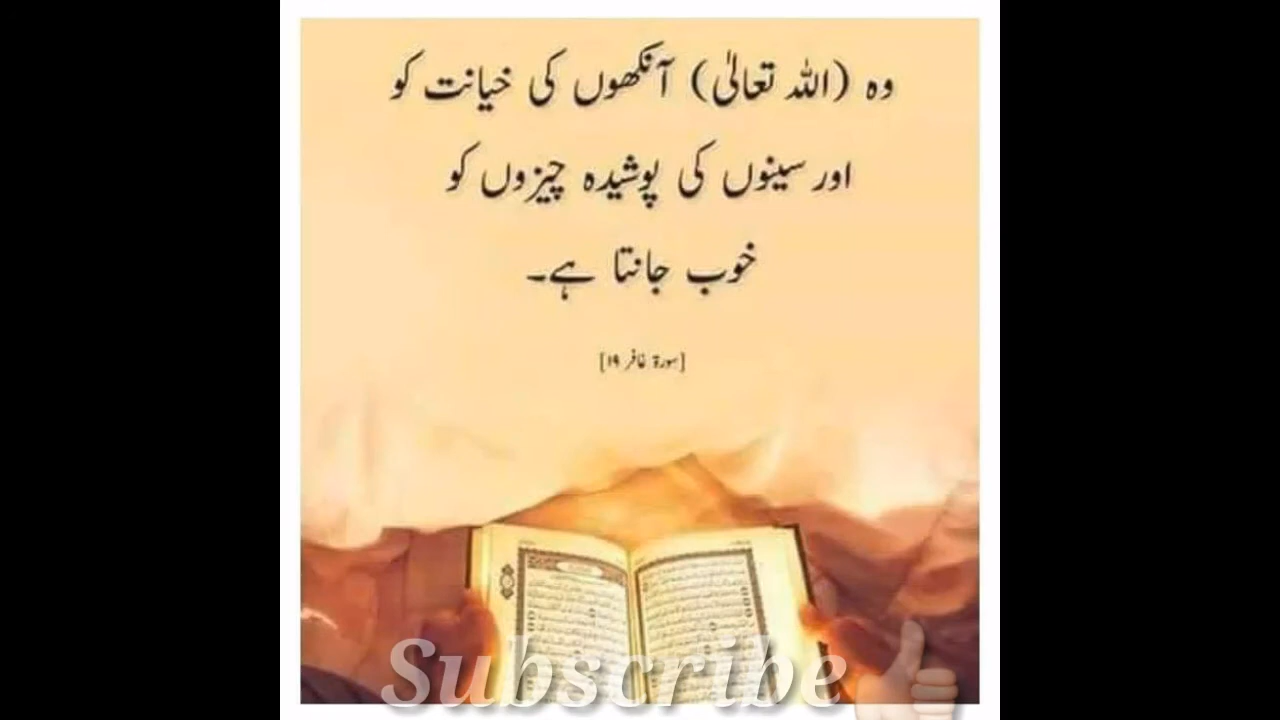 وہ (اللہ تعالیٰ) آنکھوں کی خیانت کو
اور سینوں کی پوشیدہ چیزوں کو
خوب جانتا ہے۔
[سورۃ غافر ۱۹]
Subscribe